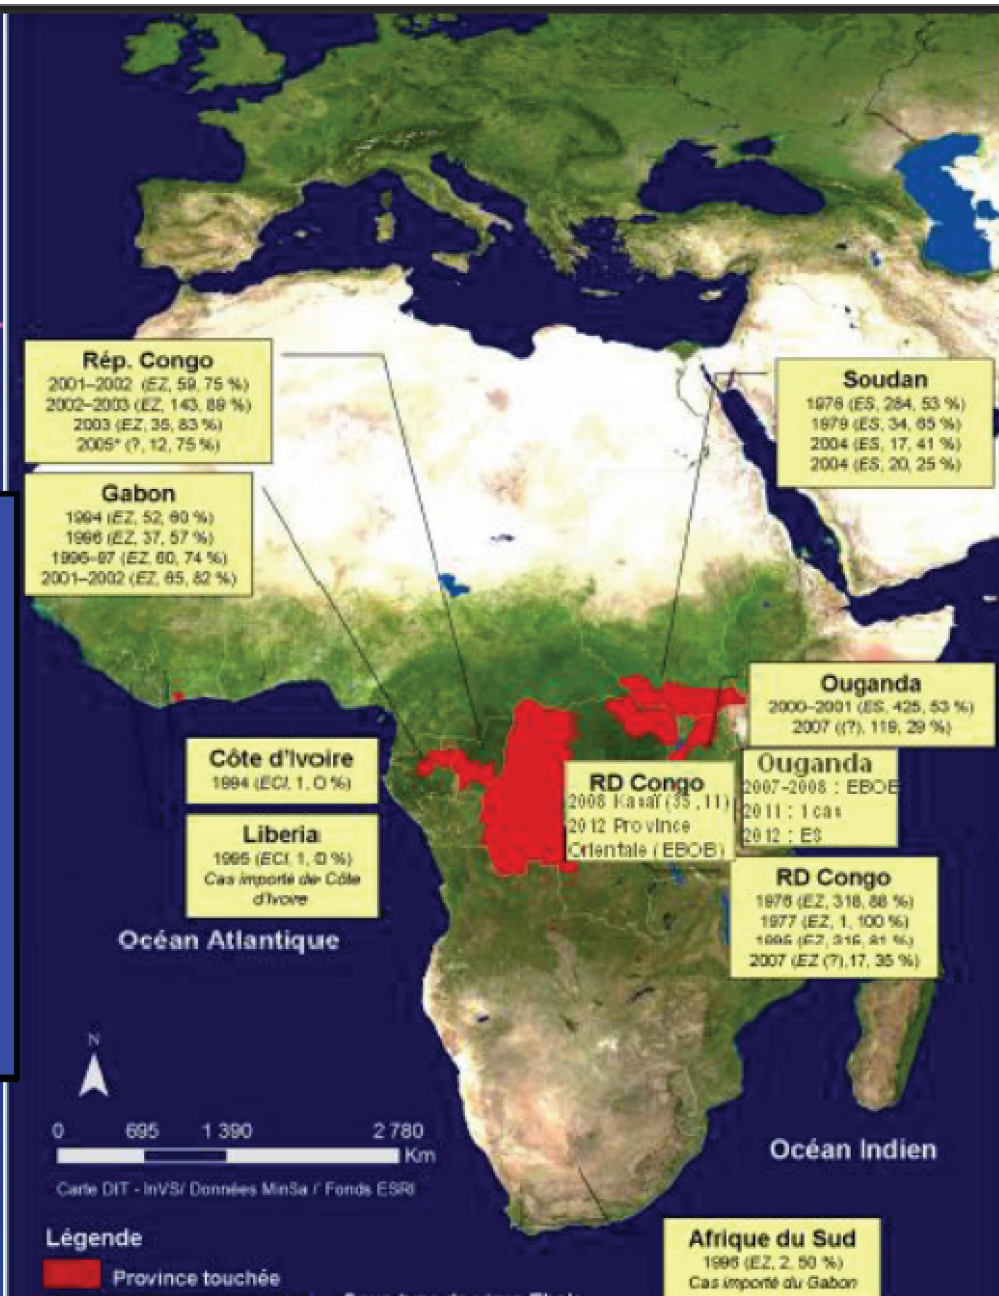 Rép. Congo
2001–2002 (EZ, 59, 75 %)
2002–2003 (EZ, 143, 89 %)
2003 (EZ, 35, 83 %)
2005* (?, 12, 75 %)
Soudan
1976 (ES, 284, 53 %)
1979 (ES, 34, 65 %)
2004 (ES, 17, 41 %)
2004 (ES, 20, 25 %)
Gabon
1994 (EZ, 52, 60 %)
1996 (EZ, 37, 57 %)
1996–97 (EZ, 60, 74 %)
2001–2002 (EZ, 65, 82 %)
Ouganda
2000–2001 (ES, 425, 53 %)
2007 ((?), 119, 29 %)
Côte d'Ivoire
1994 (ECI, 1, 0 %)
Ouganda
2007-2008 : EBOB
2011 : 1cas
2012 : ES
RD Congo
2008 Kasaï (35 , 11)
2012 Province
Orientale (EBOB)
Liberia
1995 (ECI, 1, 0 %)
Cas importé de Côte
d'Ivoire
RD Congo
1976 (EZ, 318, 88 %)
1977 (EZ, 1, 100 %)
1995 (EZ, 315, 81 %)
2007 (EZ (?),17, 35 %)
Océan Atlantique
N
0 695 1 390 2 780
Km
Océan Indien
Carte DIT - InVS/ Données MinSa / Fonds ESRI
Légende
Province touchée
Afrique du Sud
1996 (EZ, 2, 50 %)
Cas importé du Gabon